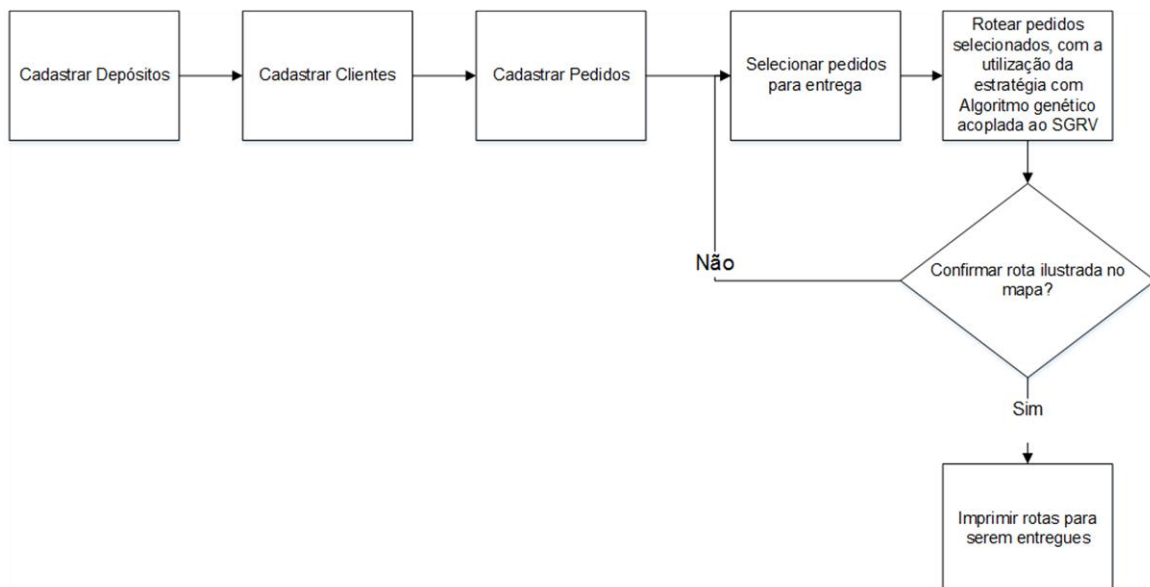 Cadastrar Depósitos
Cadastrar Clientes
Cadastrar Pedidos
Selecionar pedidos
para entrega
Rotear pedidos
selecionados, com a
utilização da
estratégia com
Algoritmo genético
acoplada ao SGRV
Confirmar rota ilustrada no
mapa?
Não
Sim
Imprimir rotas para
serem entregues